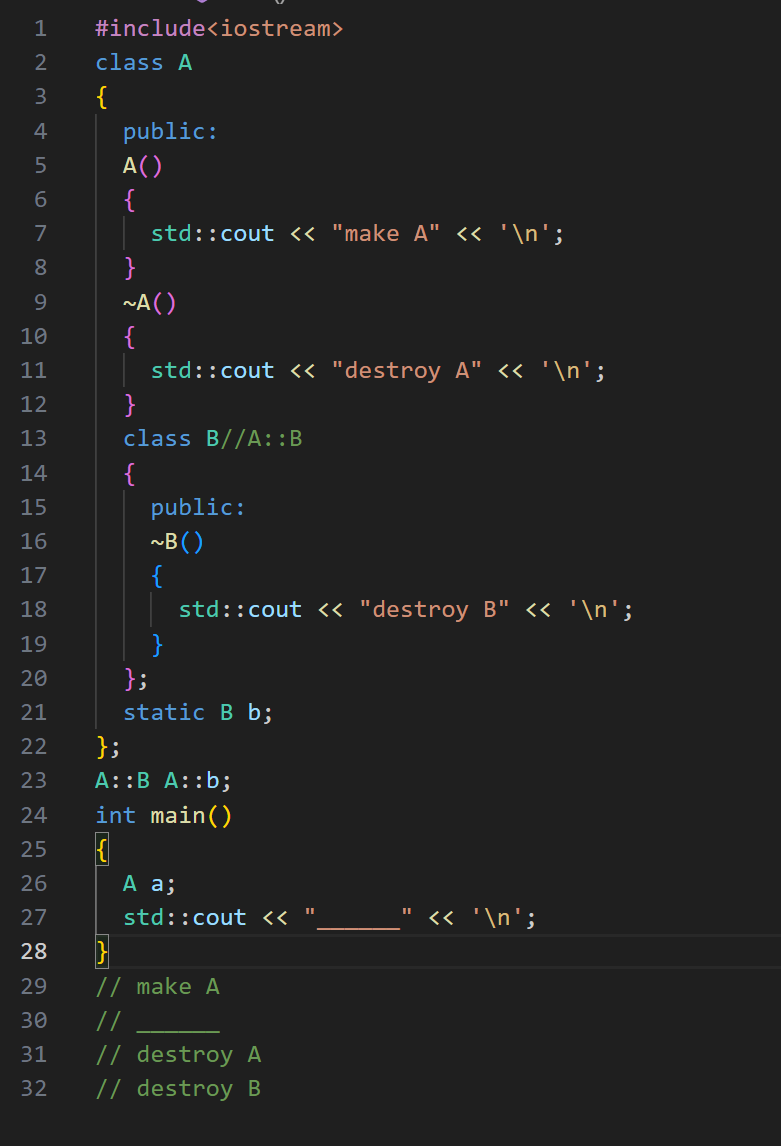 1 #include<iostream>
2 class A
3 {
4 public:
5 A()
6 {
7 std::cout << "make A" << '\n';
8 }
9 ~A()
10 {
11 std::cout << "destroy A" << '\n';
12 }
13 class B//A::B
14 {
15 public:
16 ~B()
17 {
18 std::cout << "destroy B" << '\n';
19 }
20 };
21 static B b;
22 };
23 A::B A::b;
24 int main()
25 {
26 A a;
27 std::cout << "______" << '\n';
28 }
29 // make A
30 // ______
31 // destroy A
32 // destroy B